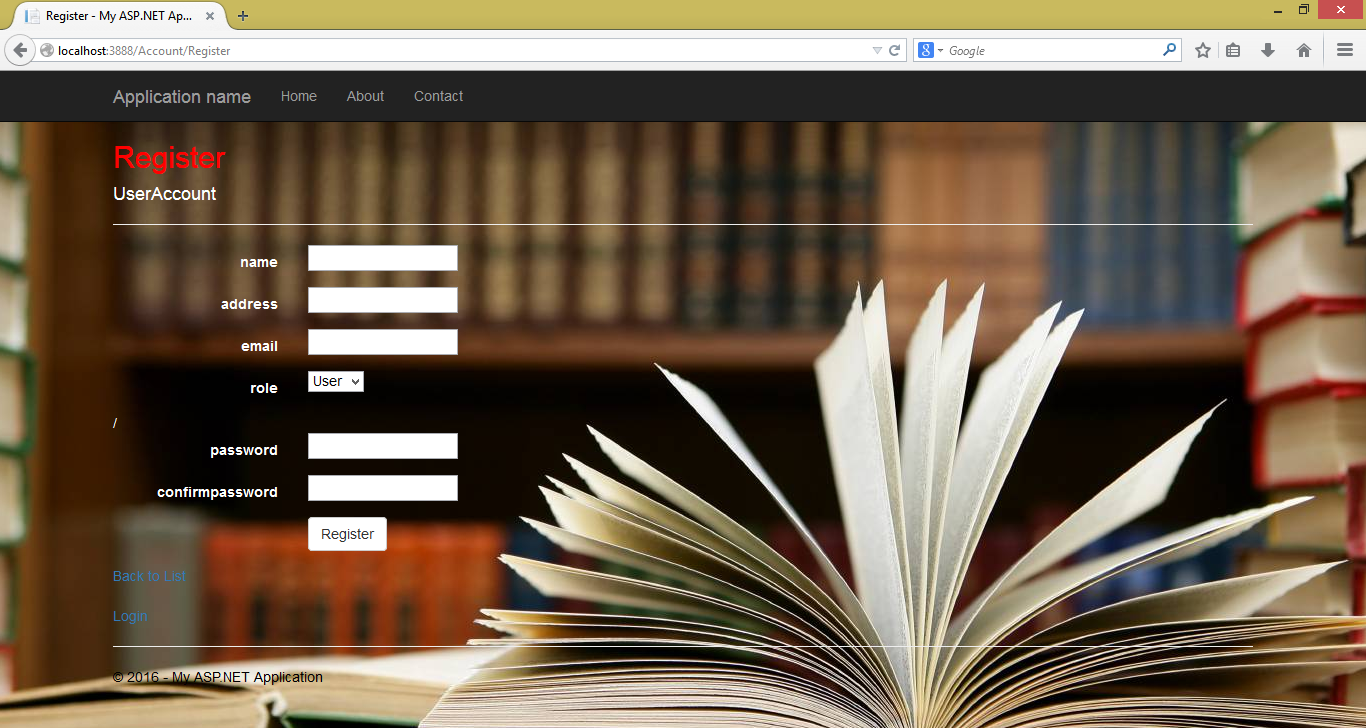 Register - My ASP.NET Ap...
localhost:3888/Account/Register
Google
Application name Home About Contact
Register
UserAccount
name
address
email
role User
/
password
confirmpassword
Register
Back to List
Login
© 2016 - My ASP.NET Application